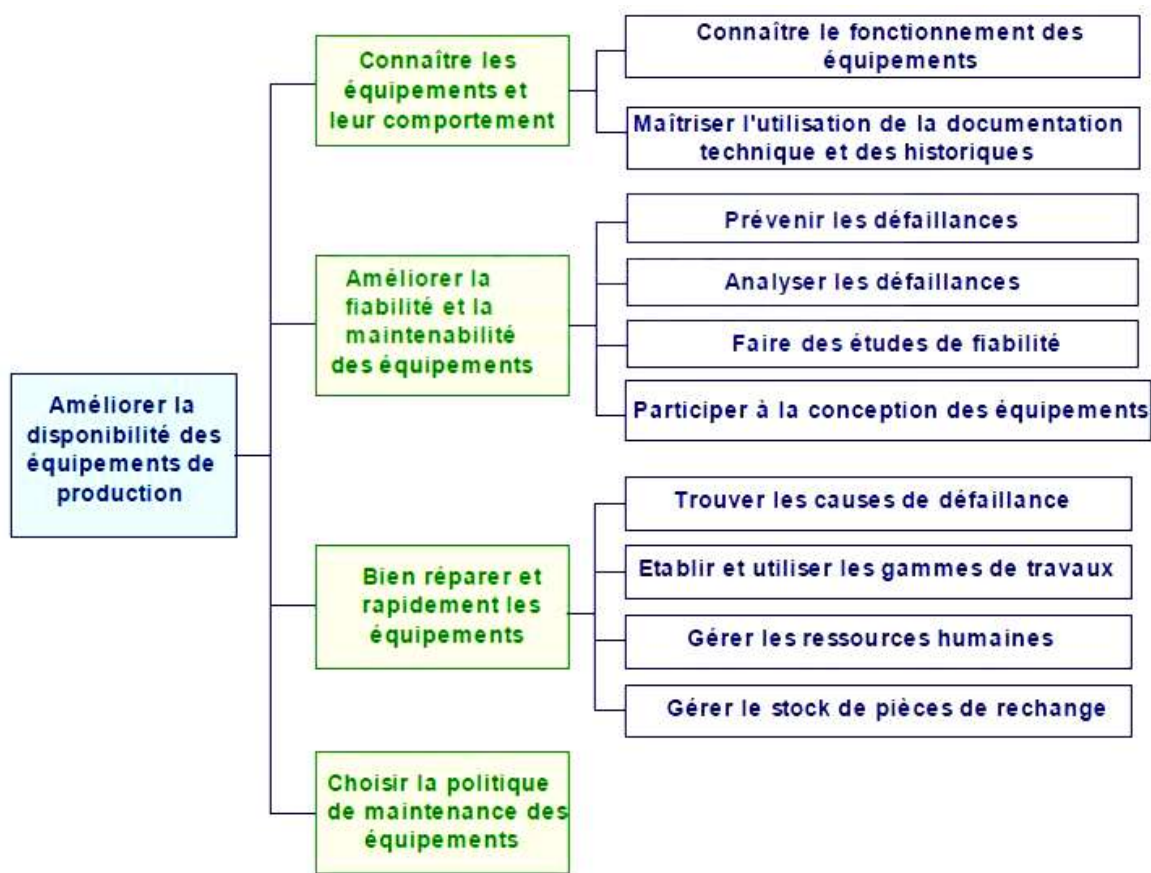 Connaître les
équipements et
leur comportement
Connaître le fonctionnement des
équipements
Maîtriser l'utilisation de la documentation
technique et des historiques
Améliorer la
fiabilité et la
maintenabilité
des équipements
Prévenir les défaillances
Analyser les défaillances
Faire des études de fiabilité
Participer à la conception des équipements
Améliorer la
disponibilité des
équipements de
production
Bien réparer et
rapidement les
équipements
Trouver les causes de défaillance
Etablir et utiliser les gammes de travaux
Gérer les ressources humaines
Gérer le stock de pièces de rechange
Choisir la politique
de maintenance des
équipements